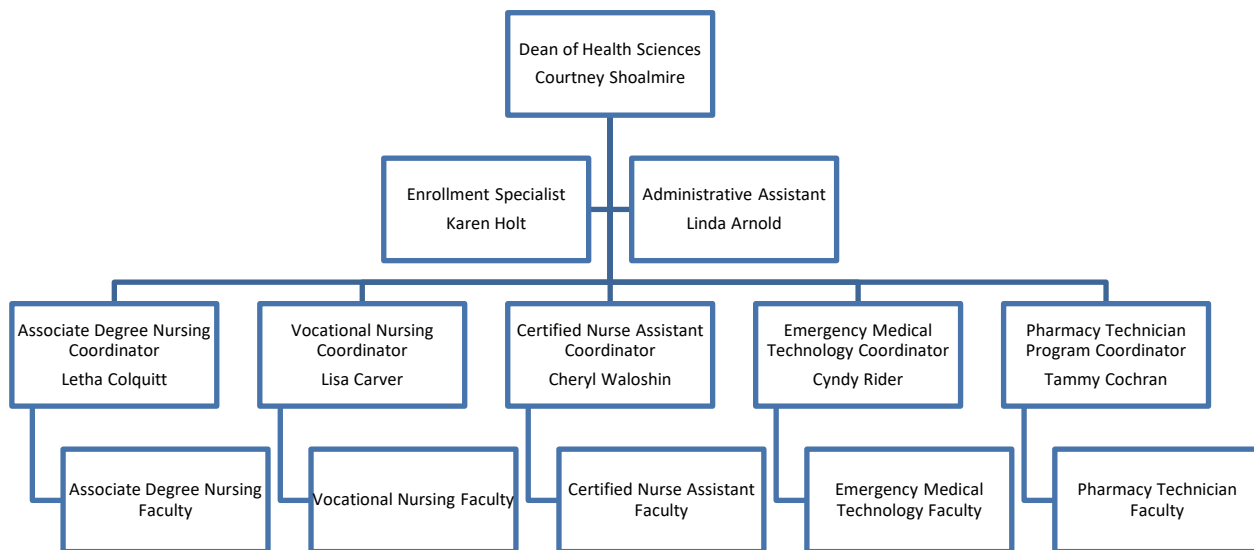 Dean of Health Sciences
Courtney Shoalmire
Enrollment Specialist
Karen Holt
Administrative Assistant
Linda Arnold
Associate Degree Nursing
Coordinator
Letha Colquitt
Vocational Nursing
Coordinator
Lisa Carver
Certified Nurse Assistant
Coordinator
Cheryl Waloshin
Emergency Medical
Technology Coordinator
Cyndy Rider
Pharmacy Technician
Program Coordinator
Tammy Cochran
Associate Degree Nursing
Faculty
Vocational Nursing Faculty
Certified Nurse Assistant
Faculty
Emergency Medical
Technology Faculty
Pharmacy Technician
Faculty